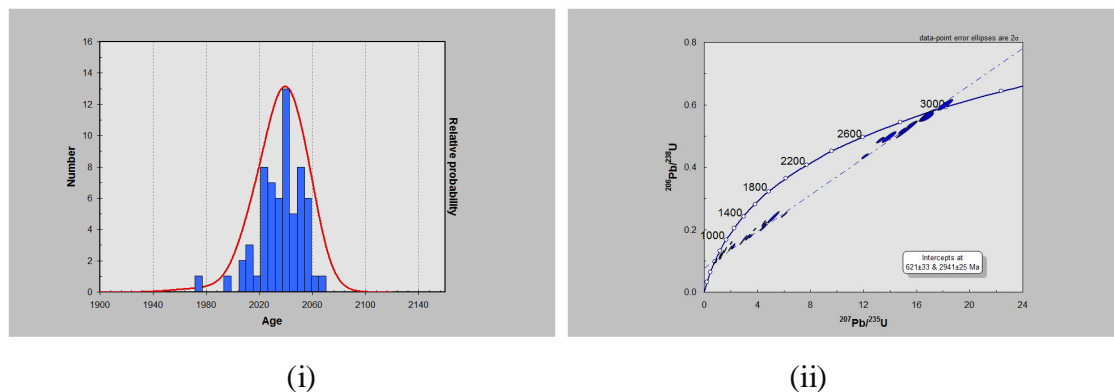 16
14
12
10
8
6
4
2
0
Number
1900 1940 1980 2020 2060 2100 2140
Age
Relative probability
data-point error ellipses are 2σ
0.8
0.6
0.4
0.2
0.0
206Pb/238U
1000
1400
1800
2200
2600
3000
Intercepts at
621±33 & 2941±25 Ma
0 4 8 12 16 20 24
207Pb/235U
(i) (ii)